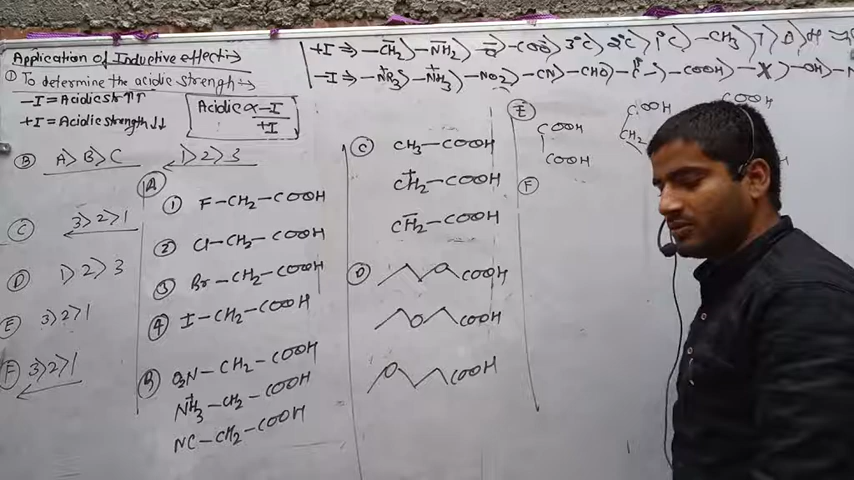 Application of Inductive effect:-
① To determine the acidic strength:-
-I = Acidic str ↑↑
+I = Acidic strength ↓↓
Acidic ∝ -I
+I
+I ⇒ -CH₂⁻ > -NH⁻ > -O⁻ > -COO⁻ > 3°C > 2°C > 1°C > -CH₃ > T > D > H
-I ⇒ -N⁺R₃ > -N⁺H₃ > -NO₂ > -CN > -CHO > -C- > -COOH > -X > -OH > -N
Ⓑ A > B > C
1 > 2 > 3
Ⓒ 3 > 2 > 1
Ⓓ 1 > 2 > 3
Ⓔ 3 > 2 > 1
Ⓕ 3 > 2 > 1
Ⓐ
① F-CH₂-COOH
② Cl-CH₂-COOH
③ Br-CH₂-COOH
④ I-CH₂-COOH
Ⓑ O₂N-CH₂-COOH
N⁺H₃-CH₂-COOH
NC-CH₂-COOH
Ⓒ CH₃-COOH
C⁺H₂-COOH
C⁻H₂-COOH
Ⓓ O COOH
O COOH
O COOH
Ⓔ
COOH
COOH
COOH
CH₂
COOH
Ⓕ